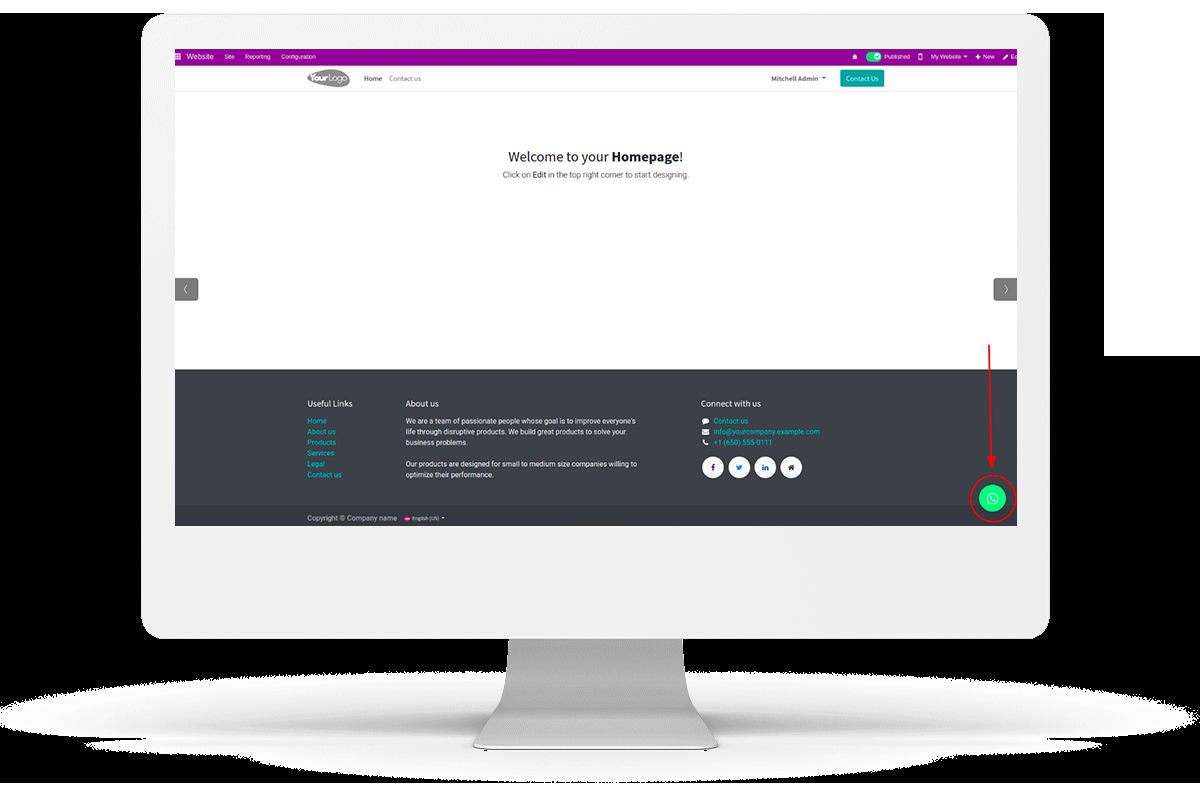 Website Site Reporting Configuration Published My Website New
YourLogo Home Contact us Mitchell Admin Contact Us
Welcome to your Homepage!
Click on Edit in the top right corner to start designing.
Useful Links
Home
About us
Products
Services
Legal
Contact us
About us
We are a team of passionate people whose goal is to improve everyone's
life through disruptive products. We build great products to solve your
business problems.
Our products are designed for small to medium size companies willing to
optimize their performance.
Connect with us
Contact us
info@yourcompany.example.com
+1 (650) 555-0111
Copyright © Company name English (US)